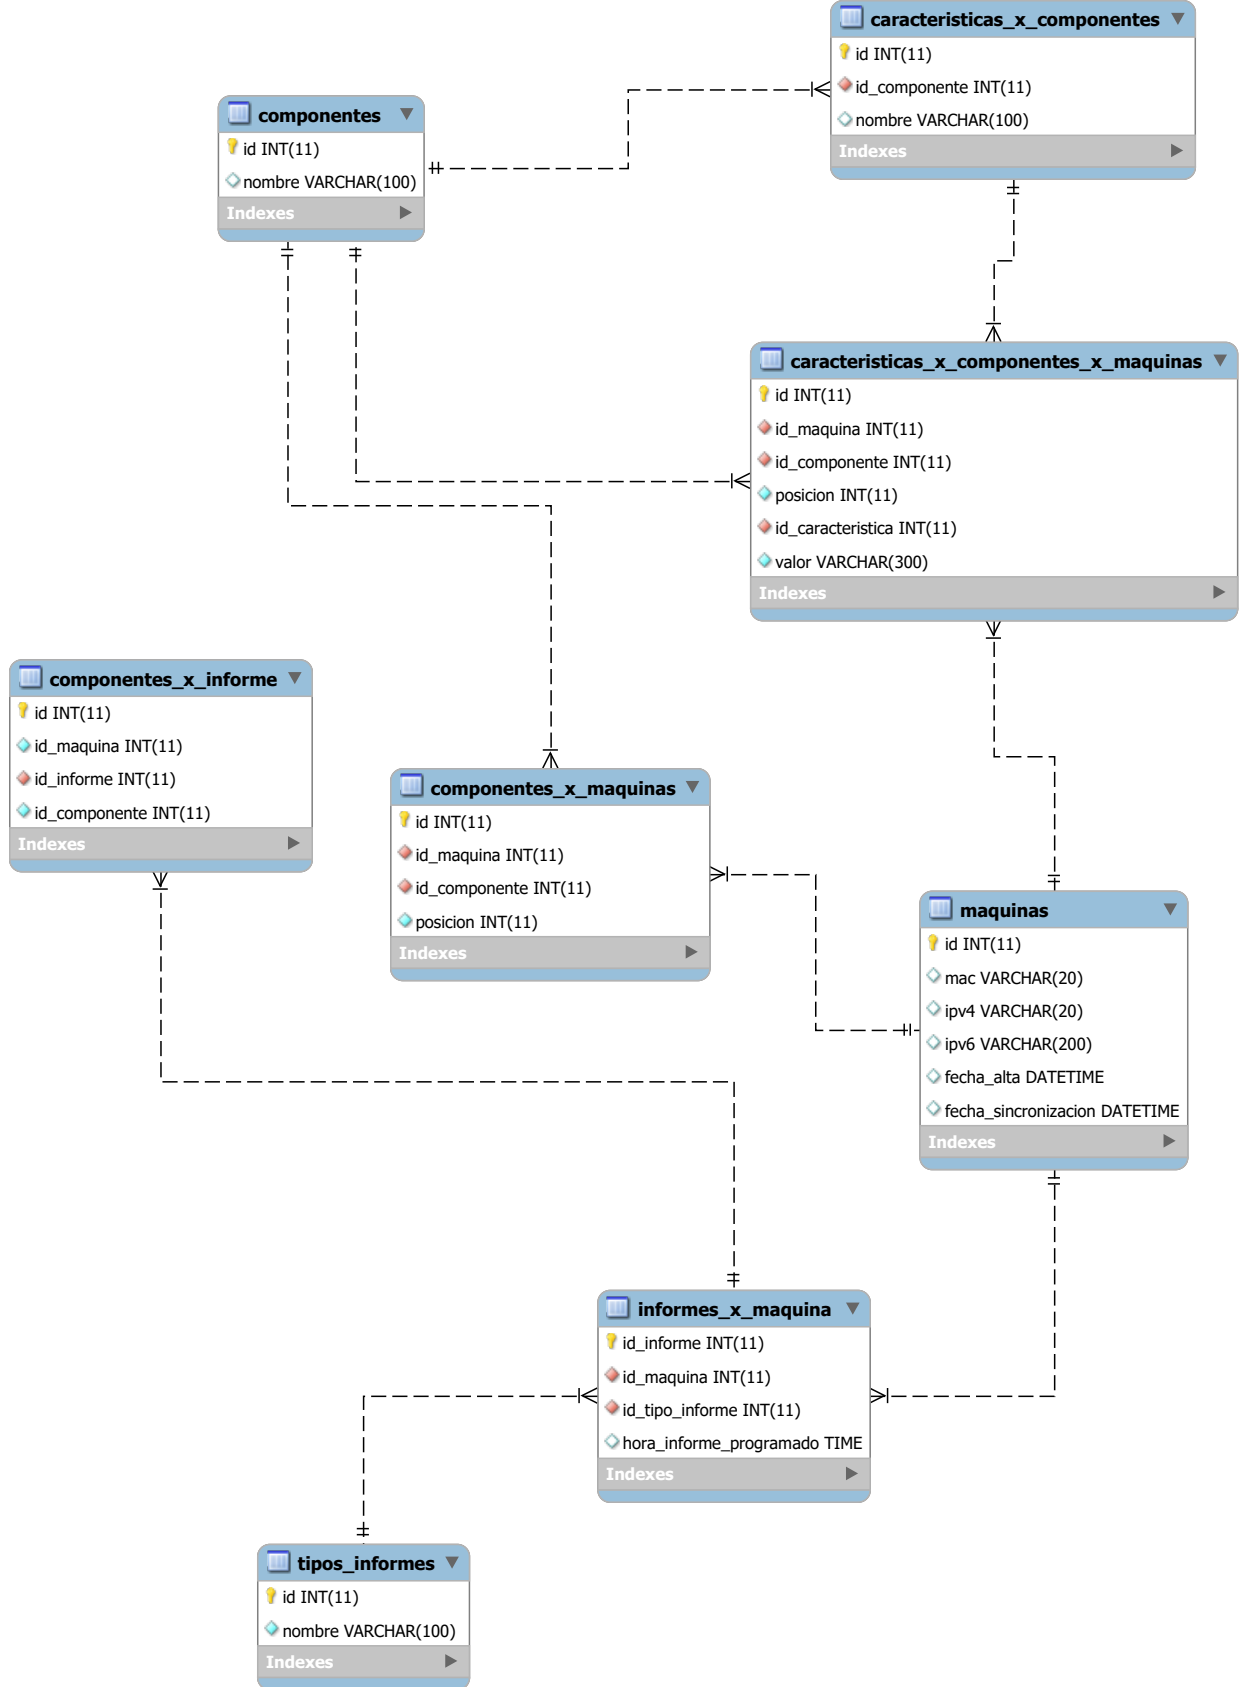 caracteristicas_x_componentes
id INT(11)
id_componente INT(11)
nombre VARCHAR(100)
Indexes
componentes
id INT(11)
nombre VARCHAR(100)
Indexes
caracteristicas_x_componentes_x_maquinas
id INT(11)
id_maquina INT(11)
id_componente INT(11)
posicion INT(11)
id_caracteristica INT(11)
valor VARCHAR(300)
Indexes
componentes_x_informe
id INT(11)
id_maquina INT(11)
id_informe INT(11)
id_componente INT(11)
Indexes
componentes_x_maquinas
id INT(11)
id_maquina INT(11)
id_componente INT(11)
posicion INT(11)
Indexes
maquinas
id INT(11)
mac VARCHAR(20)
ipv4 VARCHAR(20)
ipv6 VARCHAR(200)
fecha_alta DATETIME
fecha_sincronizacion DATETIME
Indexes
informes_x_maquina
id_informe INT(11)
id_maquina INT(11)
id_tipo_informe INT(11)
hora_informe_programado TIME
Indexes
tipos_informes
id INT(11)
nombre VARCHAR(100)
Indexes